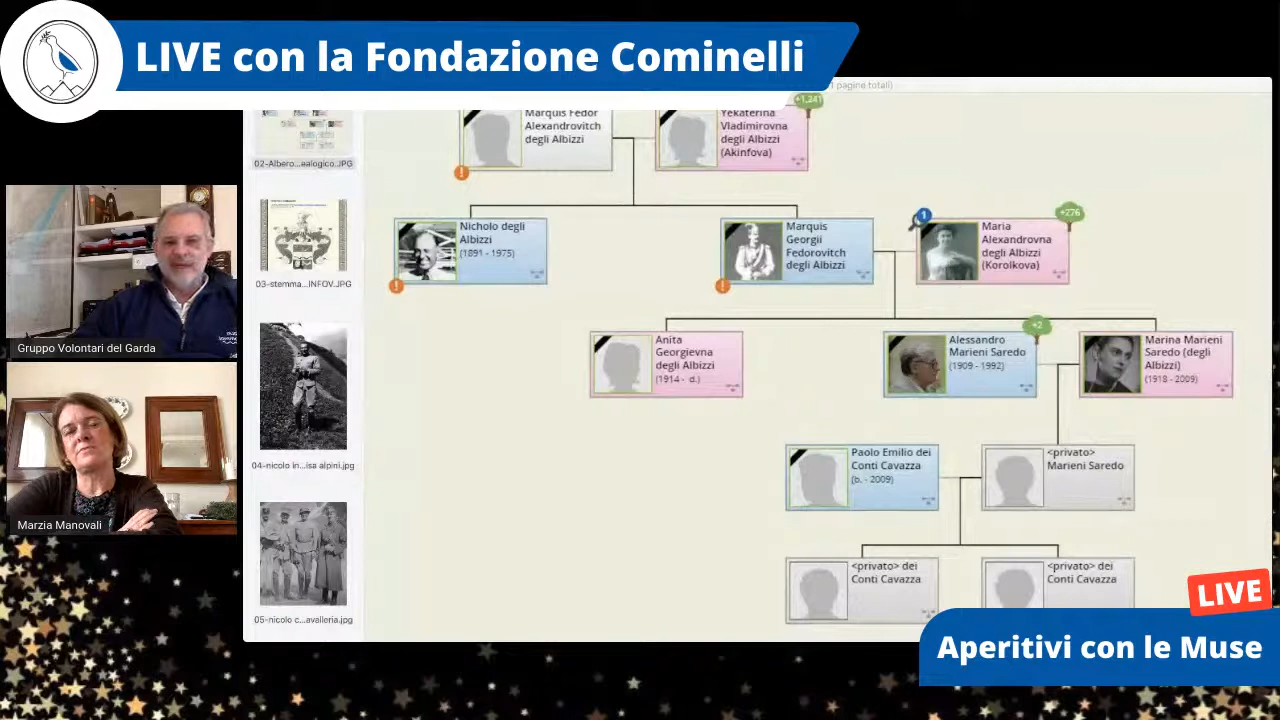 LIVE con la Fondazione Cominelli
1 pagine totali)
Marquis Fedor
Alexandrovitch
degli Albizzi
Yekaterina
Vladimirovna
degli Albizzi
(Akinfova)
+1,241
!
02-Albero...ealogico..JPG
Nicholo degli
Albizzi
(1891 - 1975)
!
Marquis
Georgii
Fedorovitch
degli Albizzi
!
1
Maria
Alexandrovna
degli Albizzi
(Korolkova)
+276
03-stemma...INFOV.JPG
Gruppo Volontari del Garda
Anita
Georgievna
degli Albizzi
(1914 - d.)
+2
Alessandro
Marieni Saredo
(1909 - 1992)
Marina Marieni
Saredo (degli
Albizzi)
(1918 - 2009)
04-nicolo in...isa alpini.jpg
Paolo Emilio dei
Conti Cavazza
(b. - 2009)
<privato>
Marieni Saredo
Marzia Manovali
<privato> dei
Conti Cavazza
<privato> dei
Conti Cavazza
05-nicolo c...avalleria.jpg
LIVE
Aperitivi con le Muse